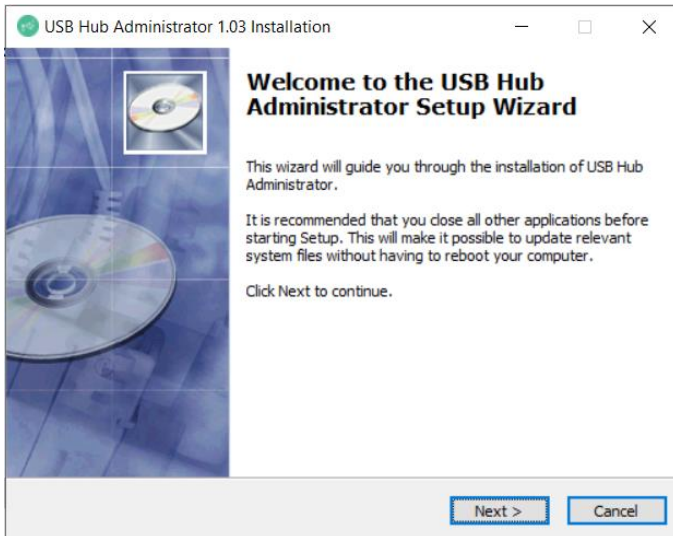 USB Hub Administrator 1.03 Installation
Welcome to the USB Hub
Administrator Setup Wizard
This wizard will guide you through the installation of USB Hub
Administrator.
It is recommended that you close all other applications before
starting Setup. This will make it possible to update relevant
system files without having to reboot your computer.
Click Next to continue.
Next >
Cancel